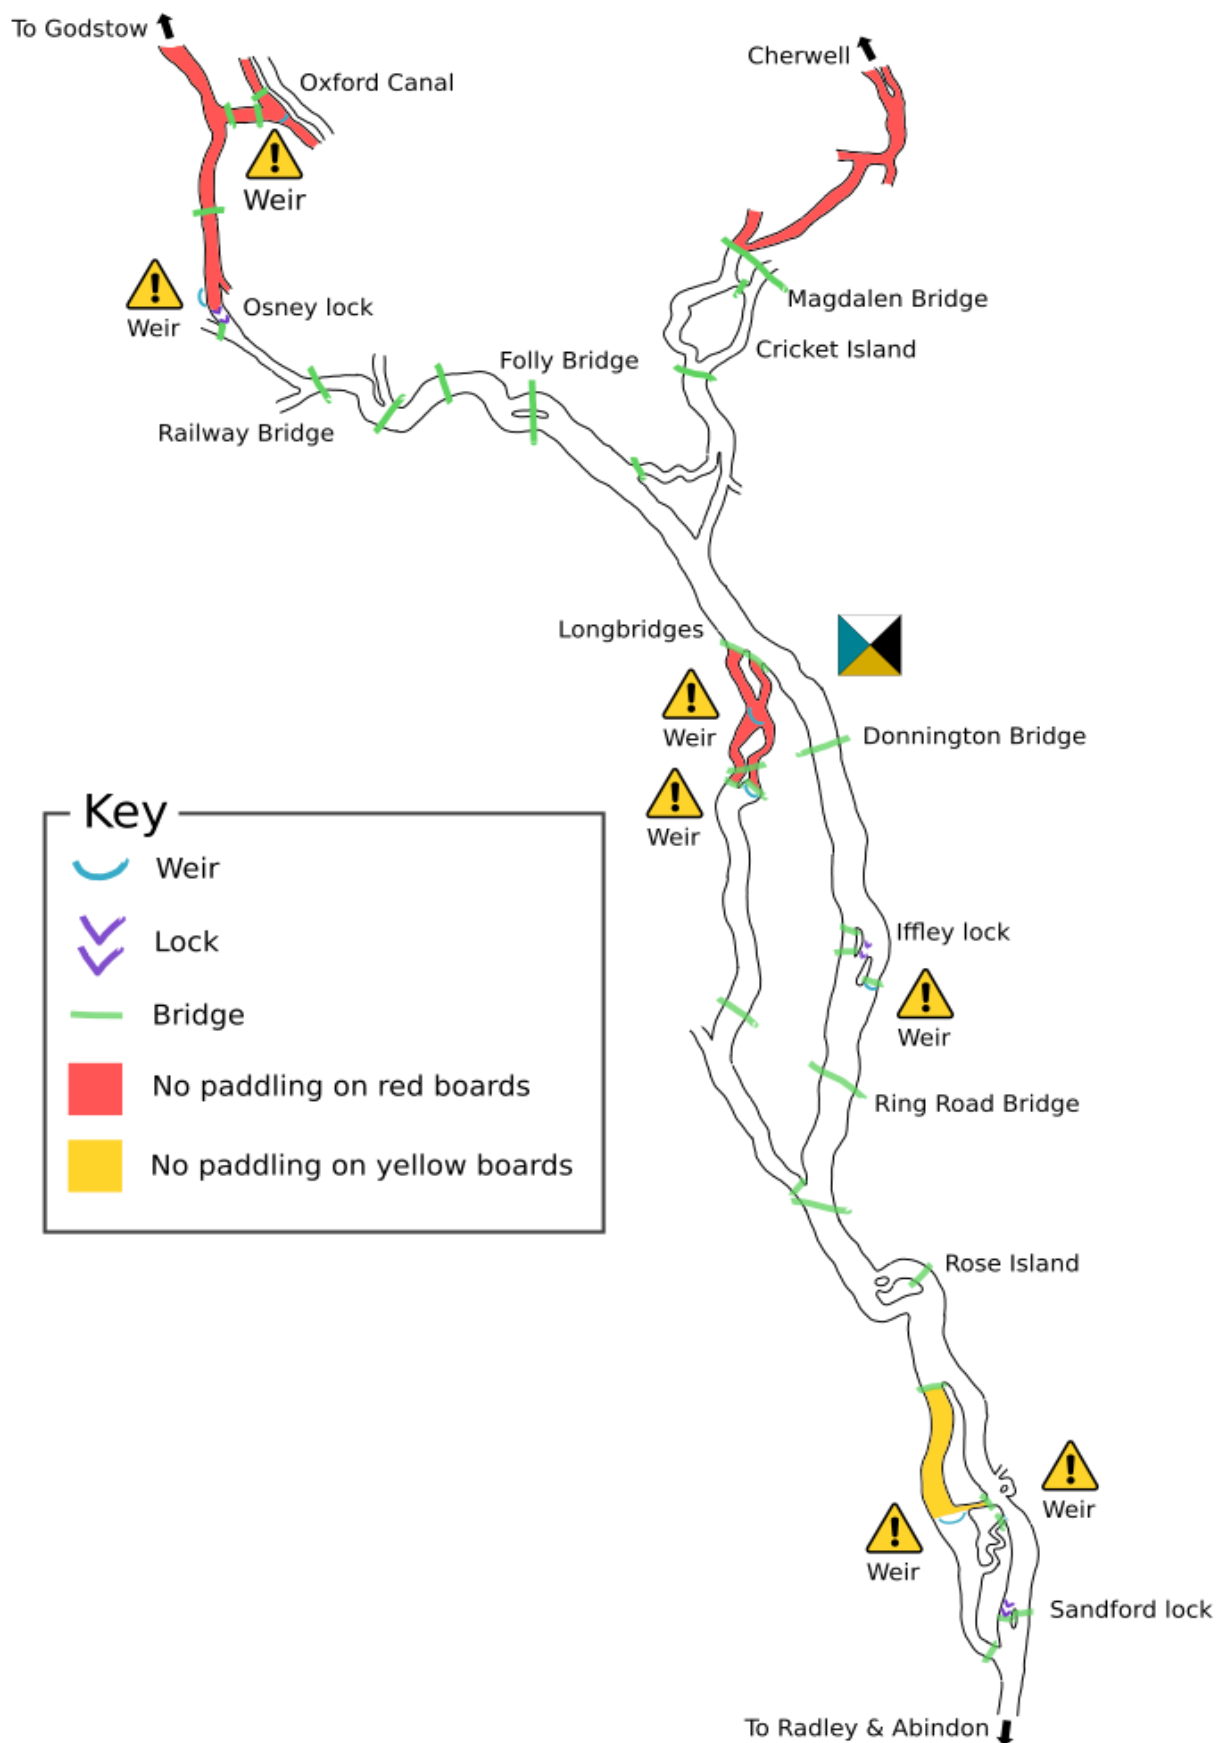 To Godstow
Cherwell
Oxford Canal
Weir
Magdalen Bridge
Osney lock
Weir
Cricket Island
Folly Bridge
Railway Bridge
Longbridges
Weir
Donnington Bridge
Weir
Key
Weir
Lock
Bridge
No paddling on red boards
No paddling on yellow boards
Iffley lock
Weir
Ring Road Bridge
Rose Island
Weir
Weir
Sandford lock
To Radley & Abindon